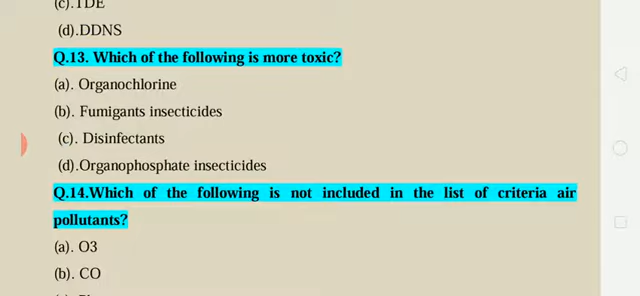 (c).TDE
(d).DDNS
Q.13. Which of the following is more toxic?
(a). Organochlorine
(b). Fumigants insecticides
(c). Disinfectants
(d).Organophosphate insecticides
Q.14.Which of the following is not included in the list of criteria air
pollutants?
(a). O3
(b). CO